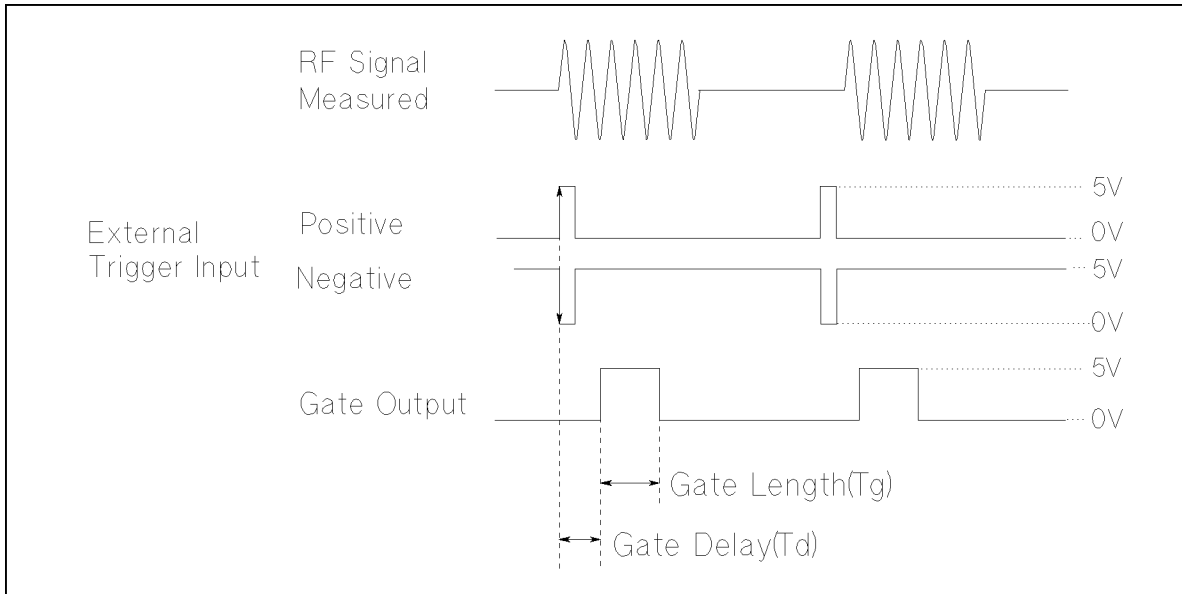 RF Signal
Measured
External
Trigger Input
Positive
Negative
5V
0V
5V
0V
Gate Output
5V
0V
Gate Length(Tg)
Gate Delay(Td)